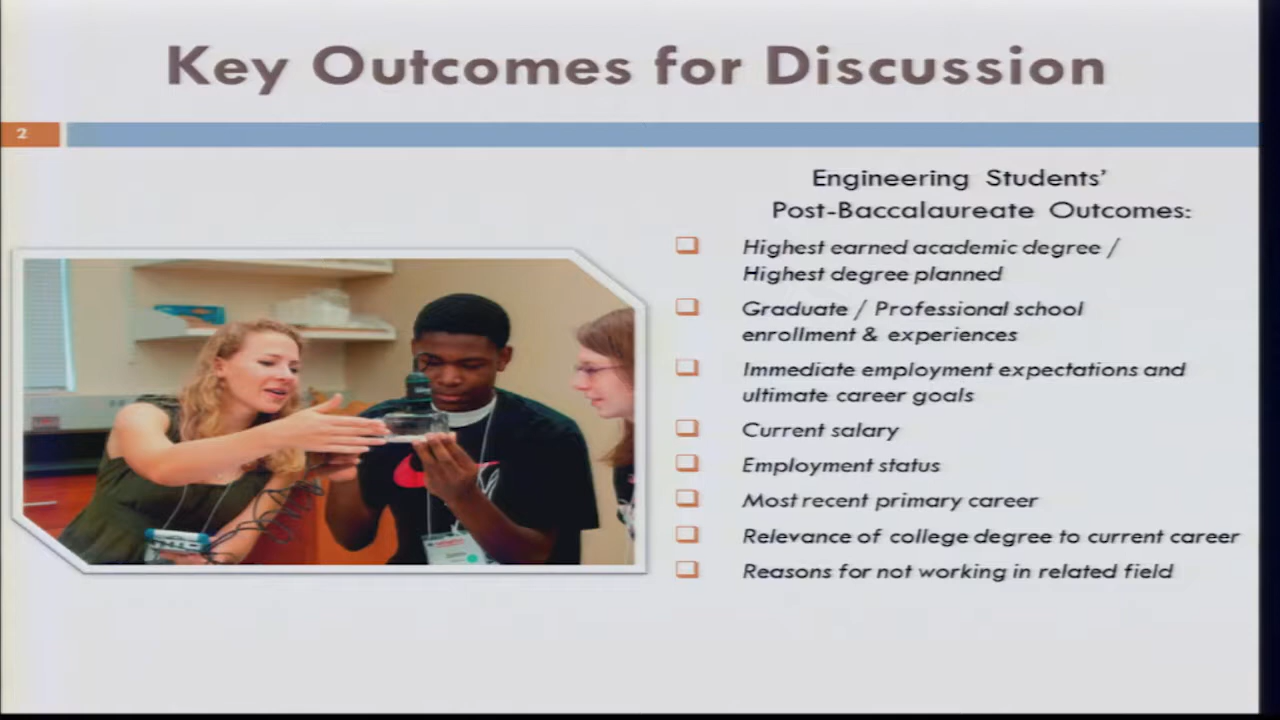 Key Outcomes for Discussion
2
Engineering Students'
Post-Baccalaureate Outcomes:
Highest earned academic degree /
Highest degree planned
Graduate / Professional school
enrollment & experiences
Immediate employment expectations and
ultimate career goals
Current salary
Employment status
Most recent primary career
Relevance of college degree to current career
Reasons for not working in related field